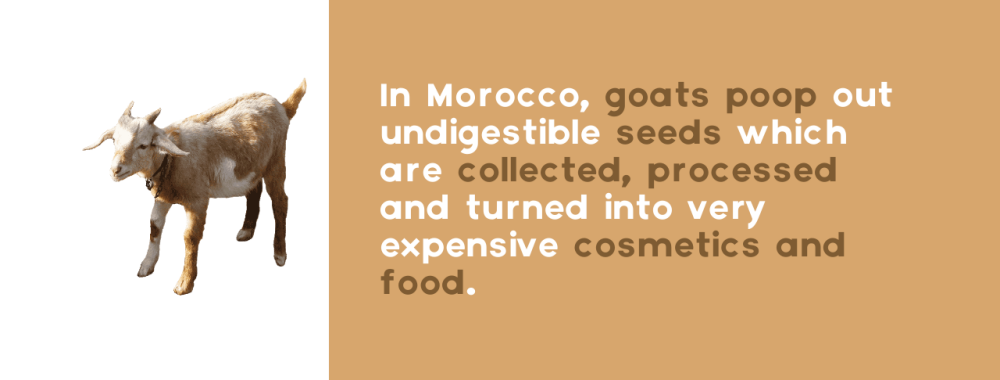 In Morocco, goats poop out
undigestible seeds which
are collected, processed
and turned into very
expensive cosmetics and
food.